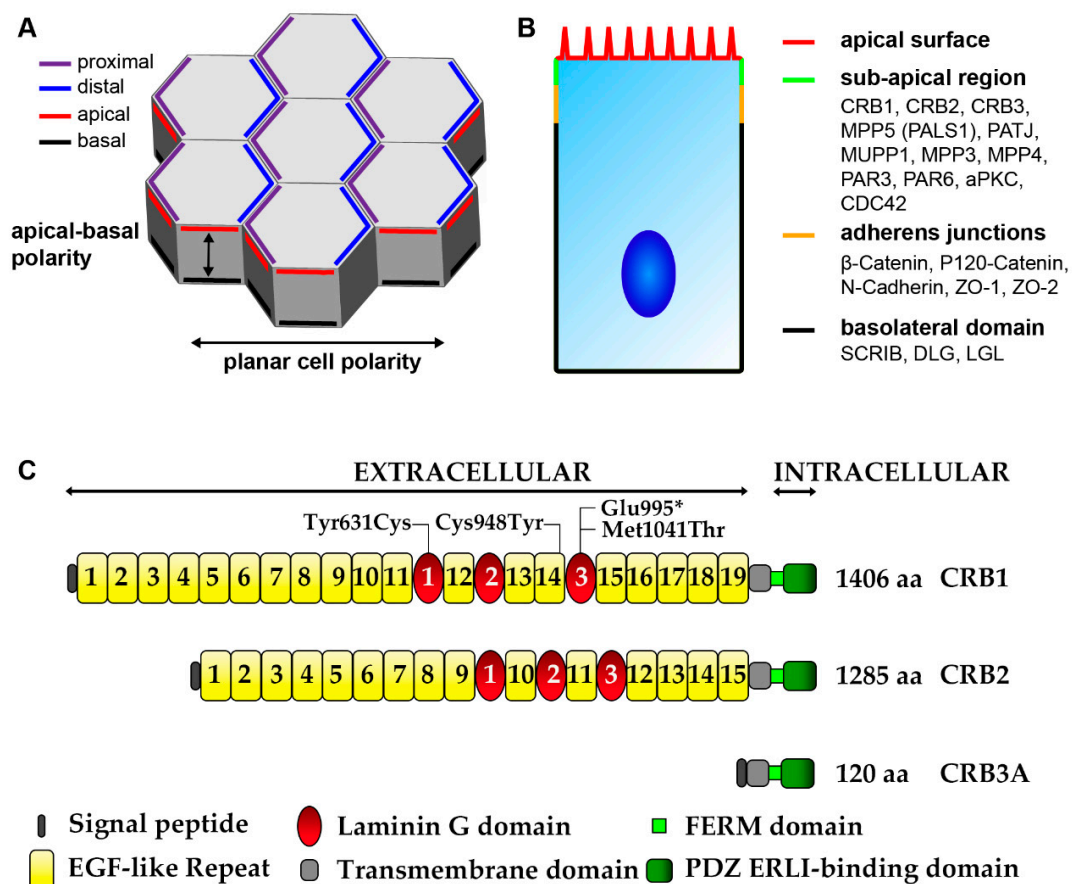 A
proximal
distal
apical
basal
apical-basal
polarity
planar cell polarity
B
apical surface
sub-apical region
CRB1, CRB2, CRB3,
MPP5 (PALS1), PATJ,
MUPP1, MPP3, MPP4,
PAR3, PAR6, aPKC,
CDC42
adherens junctions
β-Catenin, P120-Catenin,
N-Cadherin, ZO-1, ZO-2
basolateral domain
SCRIB, DLG, LGL
C
EXTRACELLULAR INTRACELLULAR
Glu995*
Tyr631Cys Cys948Tyr Met1041Thr
1 2 3 4 5 6 7 8 9 10 11 1 12 2 13 14 3 15 16 17 18 19 1406 aa CRB1
1 2 3 4 5 6 7 8 9 1 10 2 11 3 12 13 14 15 1285 aa CRB2
120 aa CRB3A
Signal peptide Laminin G domain FERM domain
EGF-like Repeat Transmembrane domain PDZ ERLI-binding domain